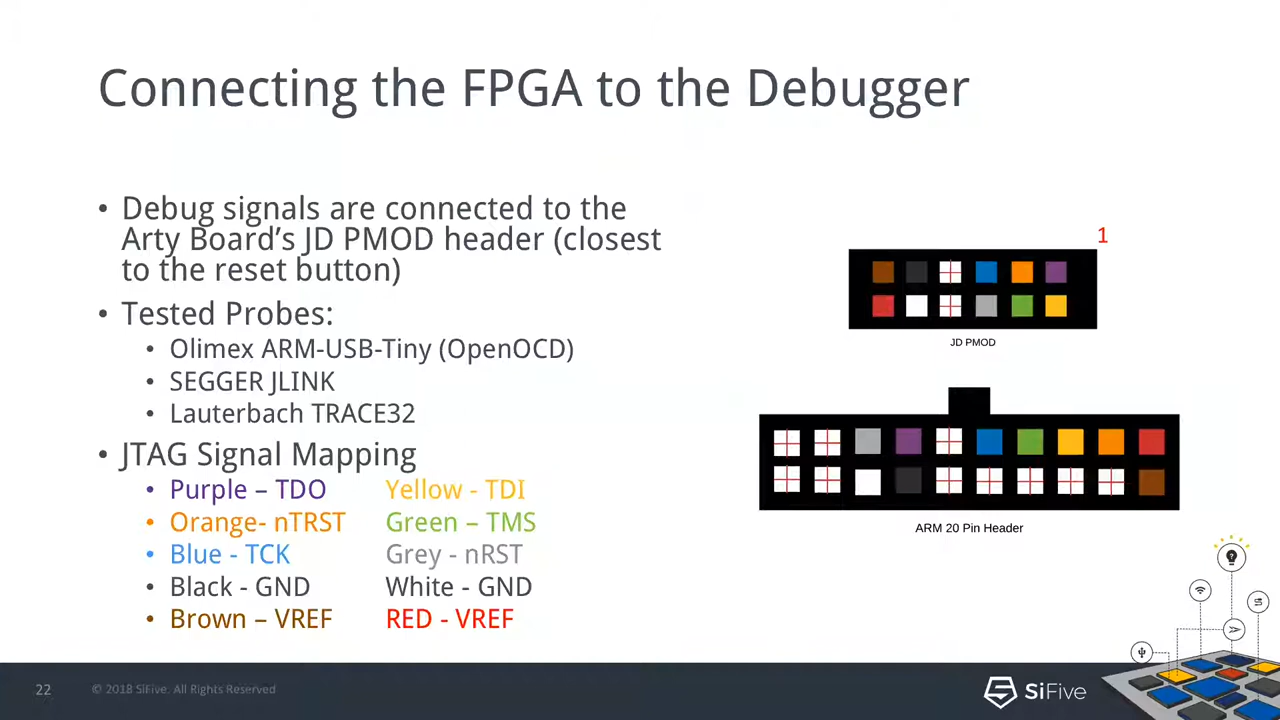 Connecting the FPGA to the Debugger
• Debug signals are connected to the
Arty Board's JD PMOD header (closest
to the reset button)
• Tested Probes:
• Olimex ARM-USB-Tiny (OpenOCD)
• SEGGER JLINK
• Lauterbach TRACE32
• JTAG Signal Mapping
• Purple – TDO Yellow - TDI
• Orange- nTRST Green – TMS
• Blue - TCK Grey - nRST
• Black - GND White - GND
• Brown – VREF RED - VREF
1
JD PMOD
ARM 20 Pin Header
22 © 2018 SiFive. All Rights Reserved
SiFive